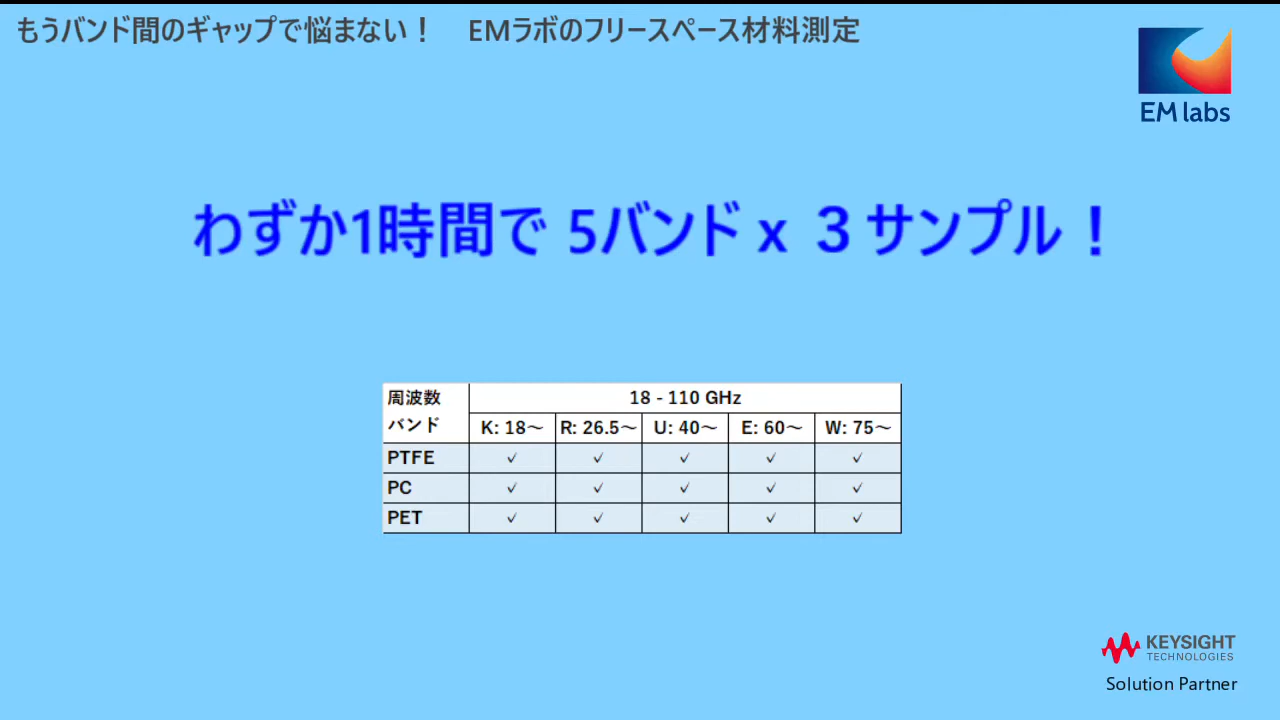 もうバンド間のギャップで悩まない！　EMラボのフリースペース材料測定
EM labs
わずか1時間で 5バンド x ３サンプル！
周波数バンド 18 - 110 GHz
K: 18～ R: 26.5～ U: 40～ E: 60～ W: 75～
PTFE ✓ ✓ ✓ ✓ ✓
PC ✓ ✓ ✓ ✓ ✓
PET ✓ ✓ ✓ ✓ ✓
KEYSIGHT
TECHNOLOGIES
Solution Partner